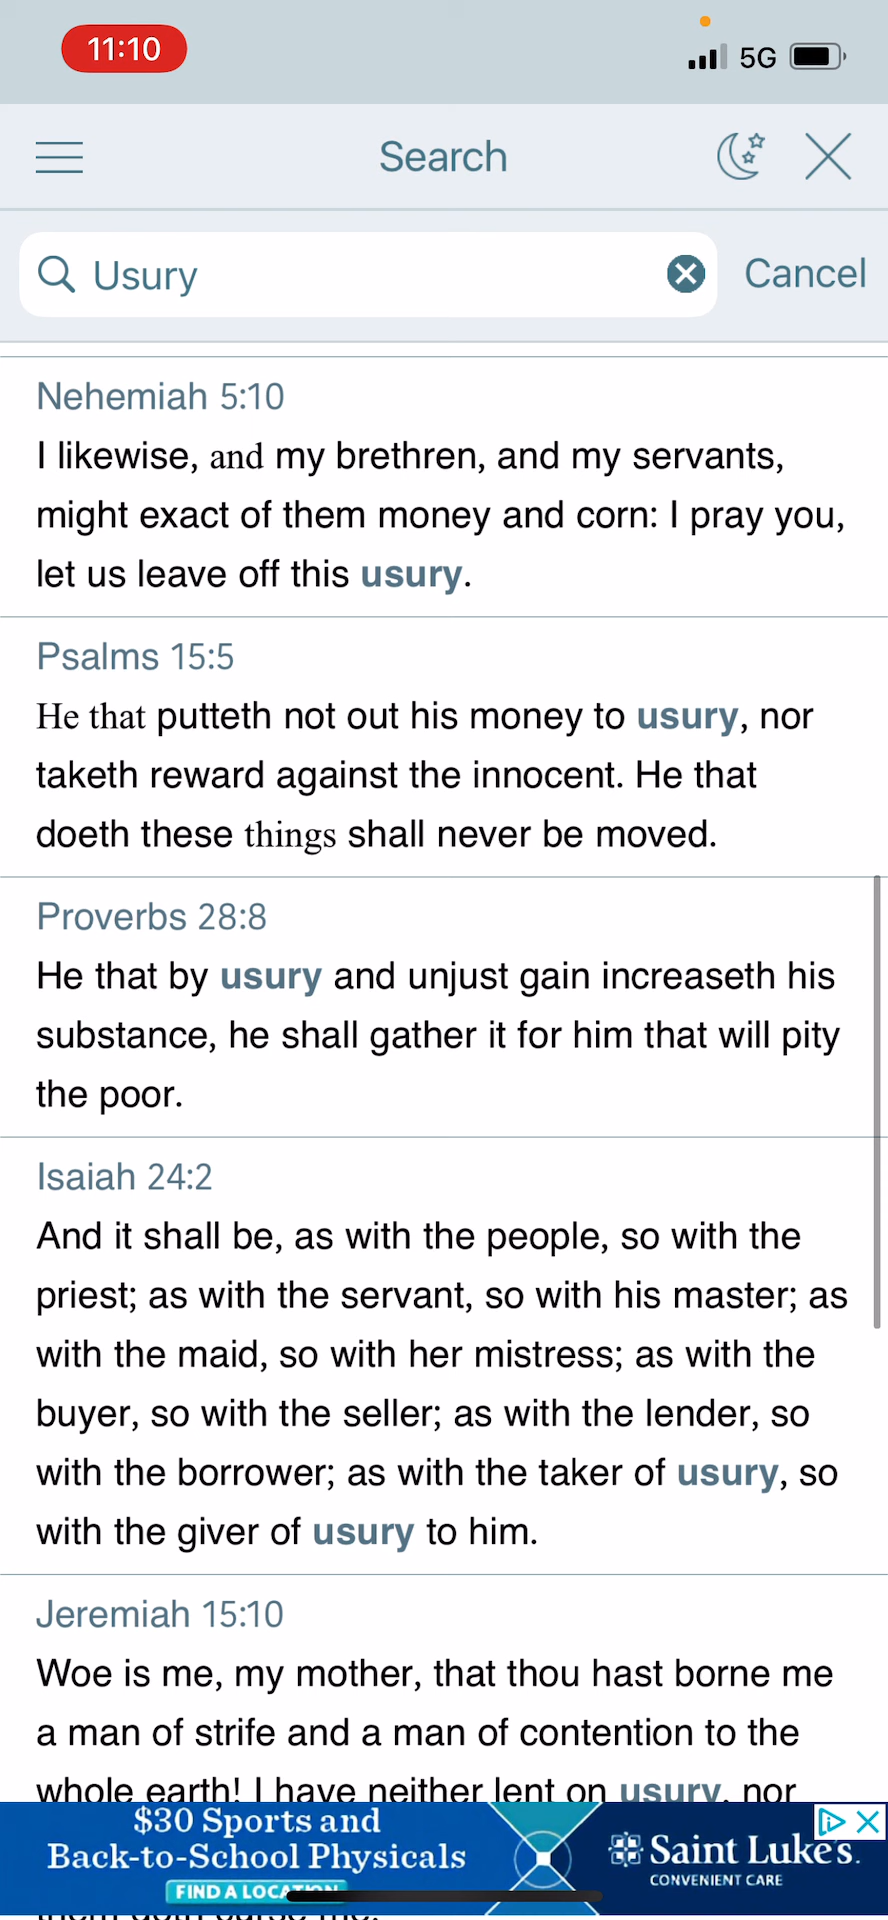 11:10
5G
Search
Usury
Cancel
Nehemiah 5:10
I likewise, and my brethren, and my servants,
might exact of them money and corn: I pray you,
let us leave off this usury.
Psalms 15:5
He that putteth not out his money to usury, nor
taketh reward against the innocent. He that
doeth these things shall never be moved.
Proverbs 28:8
He that by usury and unjust gain increaseth his
substance, he shall gather it for him that will pity
the poor.
Isaiah 24:2
And it shall be, as with the people, so with the
priest; as with the servant, so with his master; as
with the maid, so with her mistress; as with the
buyer, so with the seller; as with the lender, so
with the borrower; as with the taker of usury, so
with the giver of usury to him.
Jeremiah 15:10
Woe is me, my mother, that thou hast borne me
a man of strife and a man of contention to the
whole earth! I have neither lent on usury, nor
$30 Sports and
Back-to-School Physicals
FIND A LOCATION
Saint Luke's.
CONVENIENT CARE